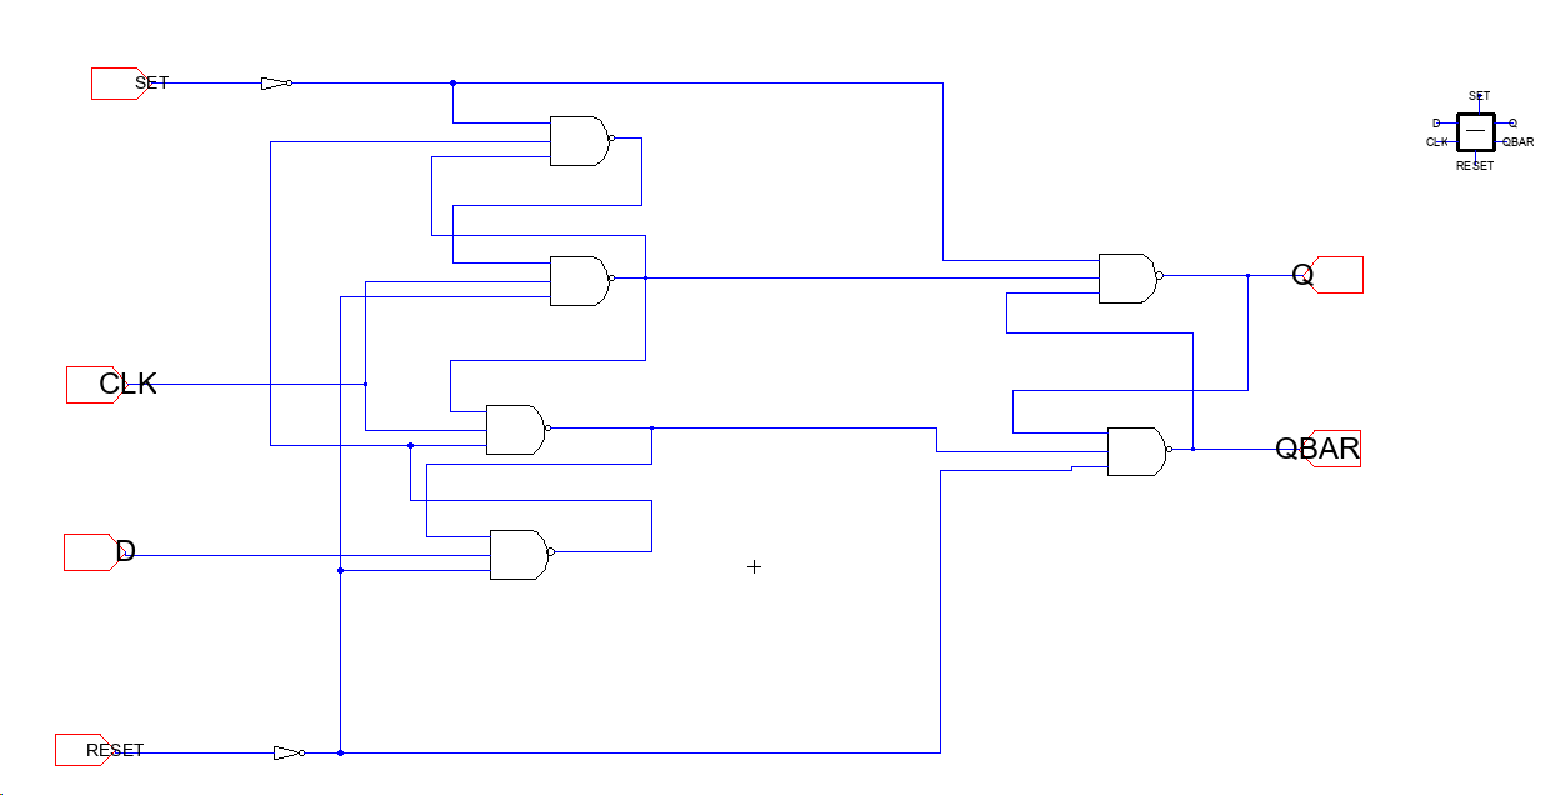 SET
CLK
D
RESET
Q
QBAR
SET
D
Q
CLK
QBAR
RESET